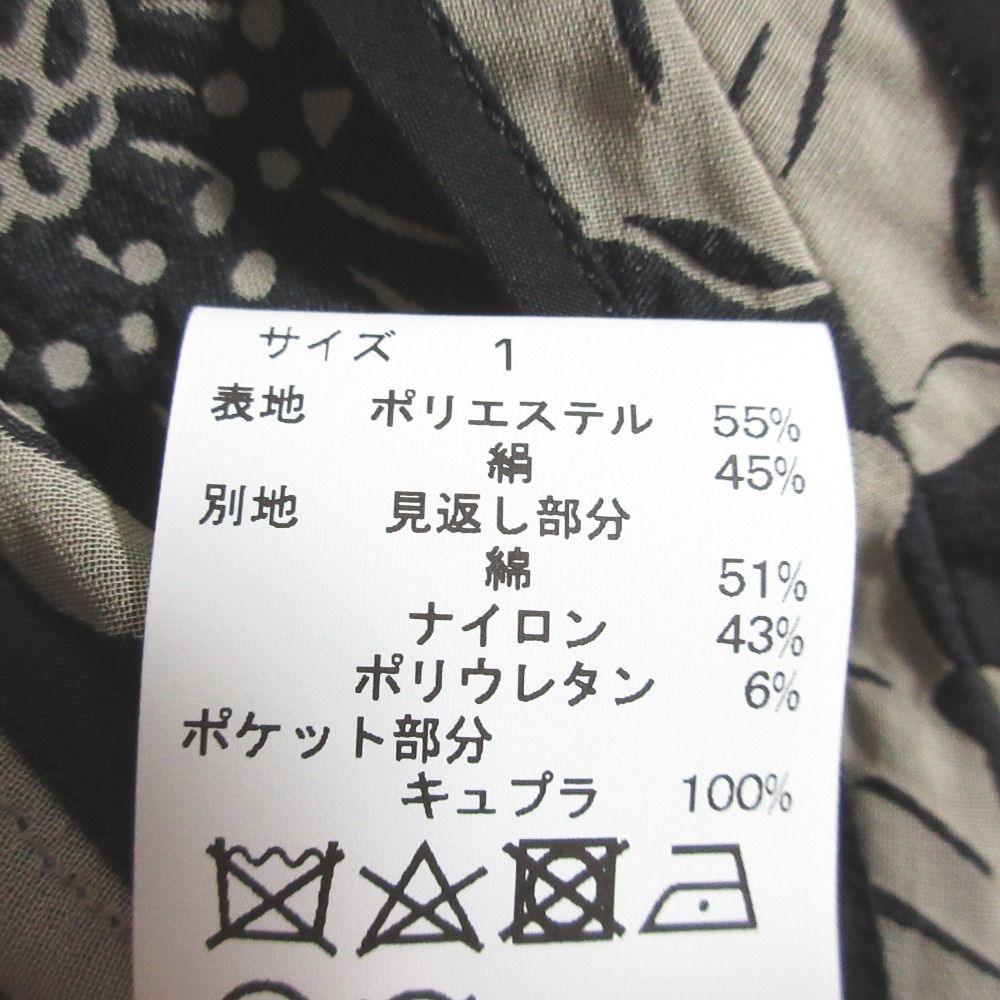 サイズ 1
表地 ポリエステル 55%
絹 45%
別地 見返し部分
綿 51%
ナイロン 43%
ポリウレタン 6%
ポケット部分
キュプラ 100%